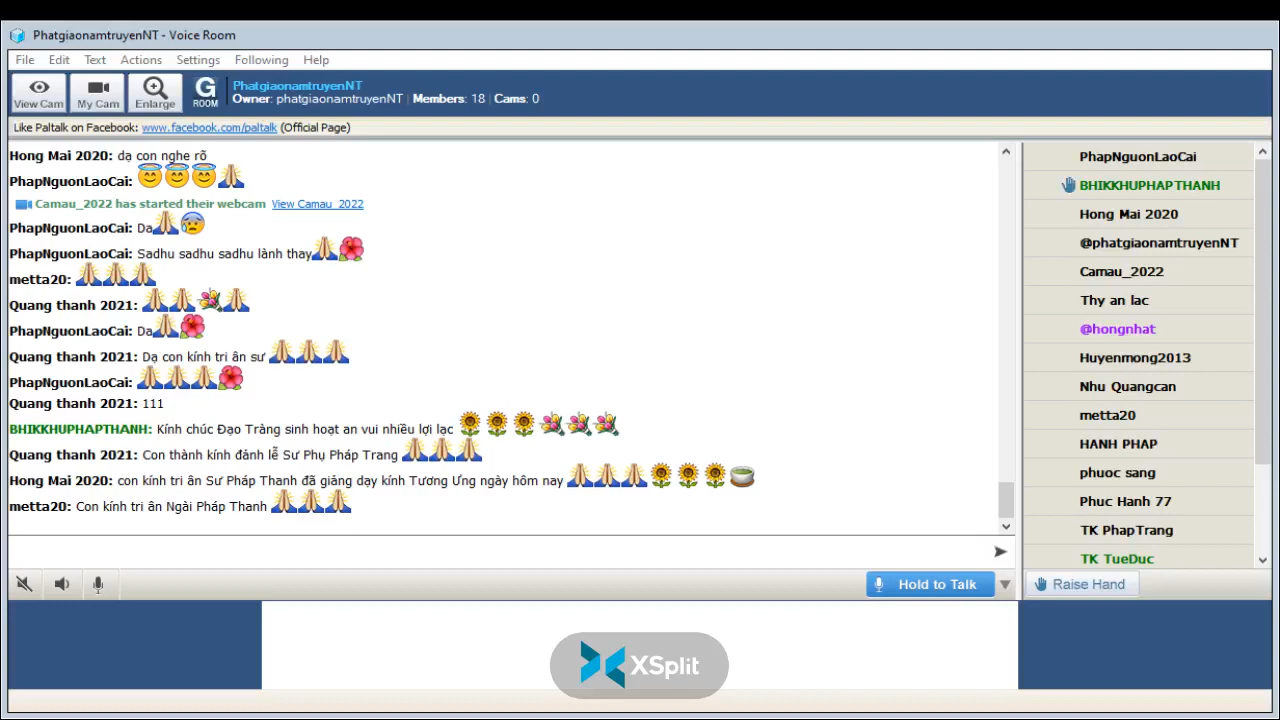 PhatgiaonamtruyenNT - Voice Room
File Edit Text Actions Settings Following Help
View Cam My Cam Enlarge G ROOM
PhatgiaonamtruyenNT
Owner: phatgiaonamtruyenNT | Members: 18 | Cams: 0
Like Paltalk on Facebook: www.facebook.com/paltalk (Official Page)
Hong Mai 2020: dạ con nghe rõ
PhapNguonLaoCai: 😇😇😇🙏
Camau_2022 has started their webcam View Camau_2022
PhapNguonLaoCai: Da🙏😰
PhapNguonLaoCai: Sadhu sadhu sadhu lành thay🙏🌺
metta20: 🙏🙏🙏
Quang thanh 2021: 🙏🙏💐🙏
PhapNguonLaoCai: Da🙏🌺
Quang thanh 2021: Dạ con kính tri ân sư 🙏🙏🙏
PhapNguonLaoCai: 🙏🙏🙏🌺
Quang thanh 2021: 111
BHIKKHUPHAPTHANH: Kính chúc Đạo Tràng sinh hoạt an vui nhiều lợi lạc 🌻🌻🌻💐💐💐
Quang thanh 2021: Con thành kính đảnh lễ Sư Phụ Pháp Trang 🙏🙏🙏
Hong Mai 2020: con kính tri ân Sư Pháp Thanh đã giảng dạy kính Tương Ưng ngày hôm nay 🙏🙏🙏🌻🌻🌻🍵
metta20: Con kính tri ân Ngài Pháp Thanh 🙏🙏🙏
PhapNguonLaoCai
BHIKKHUPHAPTHANH
Hong Mai 2020
@phatgiaonamtruyenNT
Camau_2022
Thy an lac
@hongnhat
Huyenmong2013
Nhu Quangcan
metta20
HANH PHAP
phuoc sang
Phuc Hanh 77
TK PhapTrang
TK TueDuc
Hold to Talk
Raise Hand
XSplit